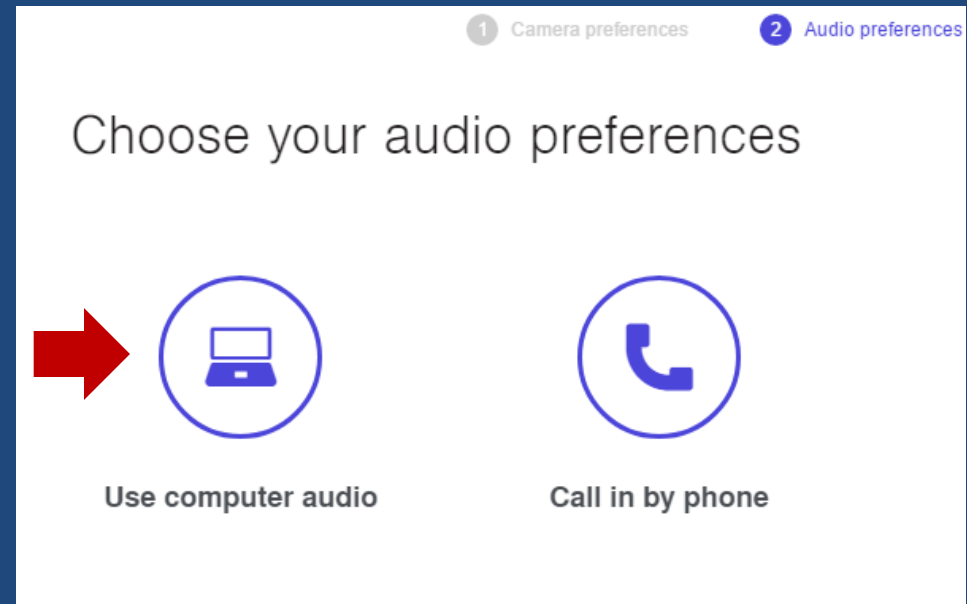 1 Camera preferences 2 Audio preferences
Choose your audio preferences
Use computer audio Call in by phone